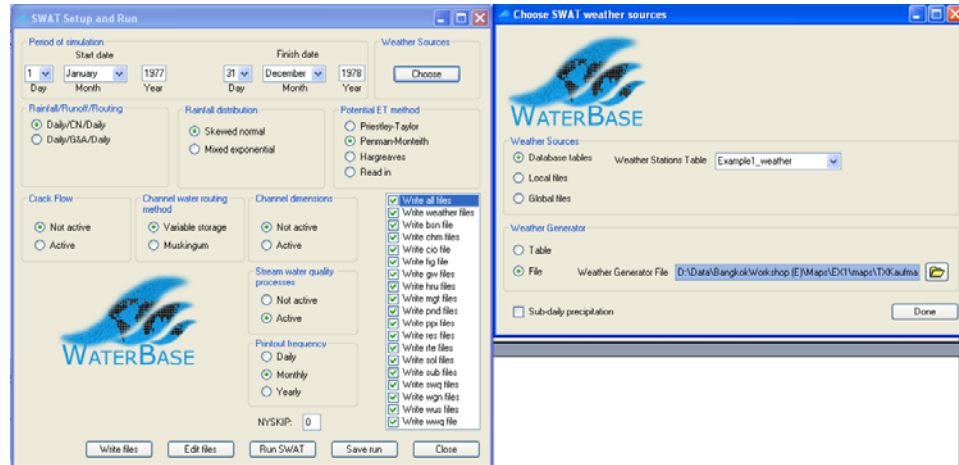 SWAT Setup and Run
Period of simulation
Start date
Finish date
1 January 1977
31 December 1978
Day Month Year
Day Month Year
Weather Sources
Choose
Rainfall/Runoff/Routing
Daily/CN/Daily
Daily/G&A/Daily
Rainfall distribution
Skewed normal
Mixed exponential
Potential ET method
Priestley-Taylor
Penman-Monteith
Hargreaves
Read in
Crack Flow
Not active
Active
Channel water routing
method
Variable storage
Muskingum
Channel dimensions
Not active
Active
Stream water quality
processes
Not active
Active
Printout frequency
Daily
Monthly
Yearly
NYSKIP: 0
Write all files
Write weather files
Write bsn file
Write chm files
Write cio file
Write fig file
Write gw files
Write hru files
Write mgt files
Write pnd files
Write ppi files
Write res files
Write rte files
Write sol files
Write sub files
Write swq files
Write wgn files
Write wus files
Write wwq file
WATERBASE
Write files
Edit files
Run SWAT
Save run
Close
Choose SWAT weather sources
WATERBASE
Weather Sources
Database tables
Weather Stations Table
Example1_weather
Local files
Global files
Weather Generator
Table
File
Weather Generator File
D:\Data\BangkokWorkshop (E)\Maps\EX1\maps\TXKaufma
Sub-daily precipitation
Done